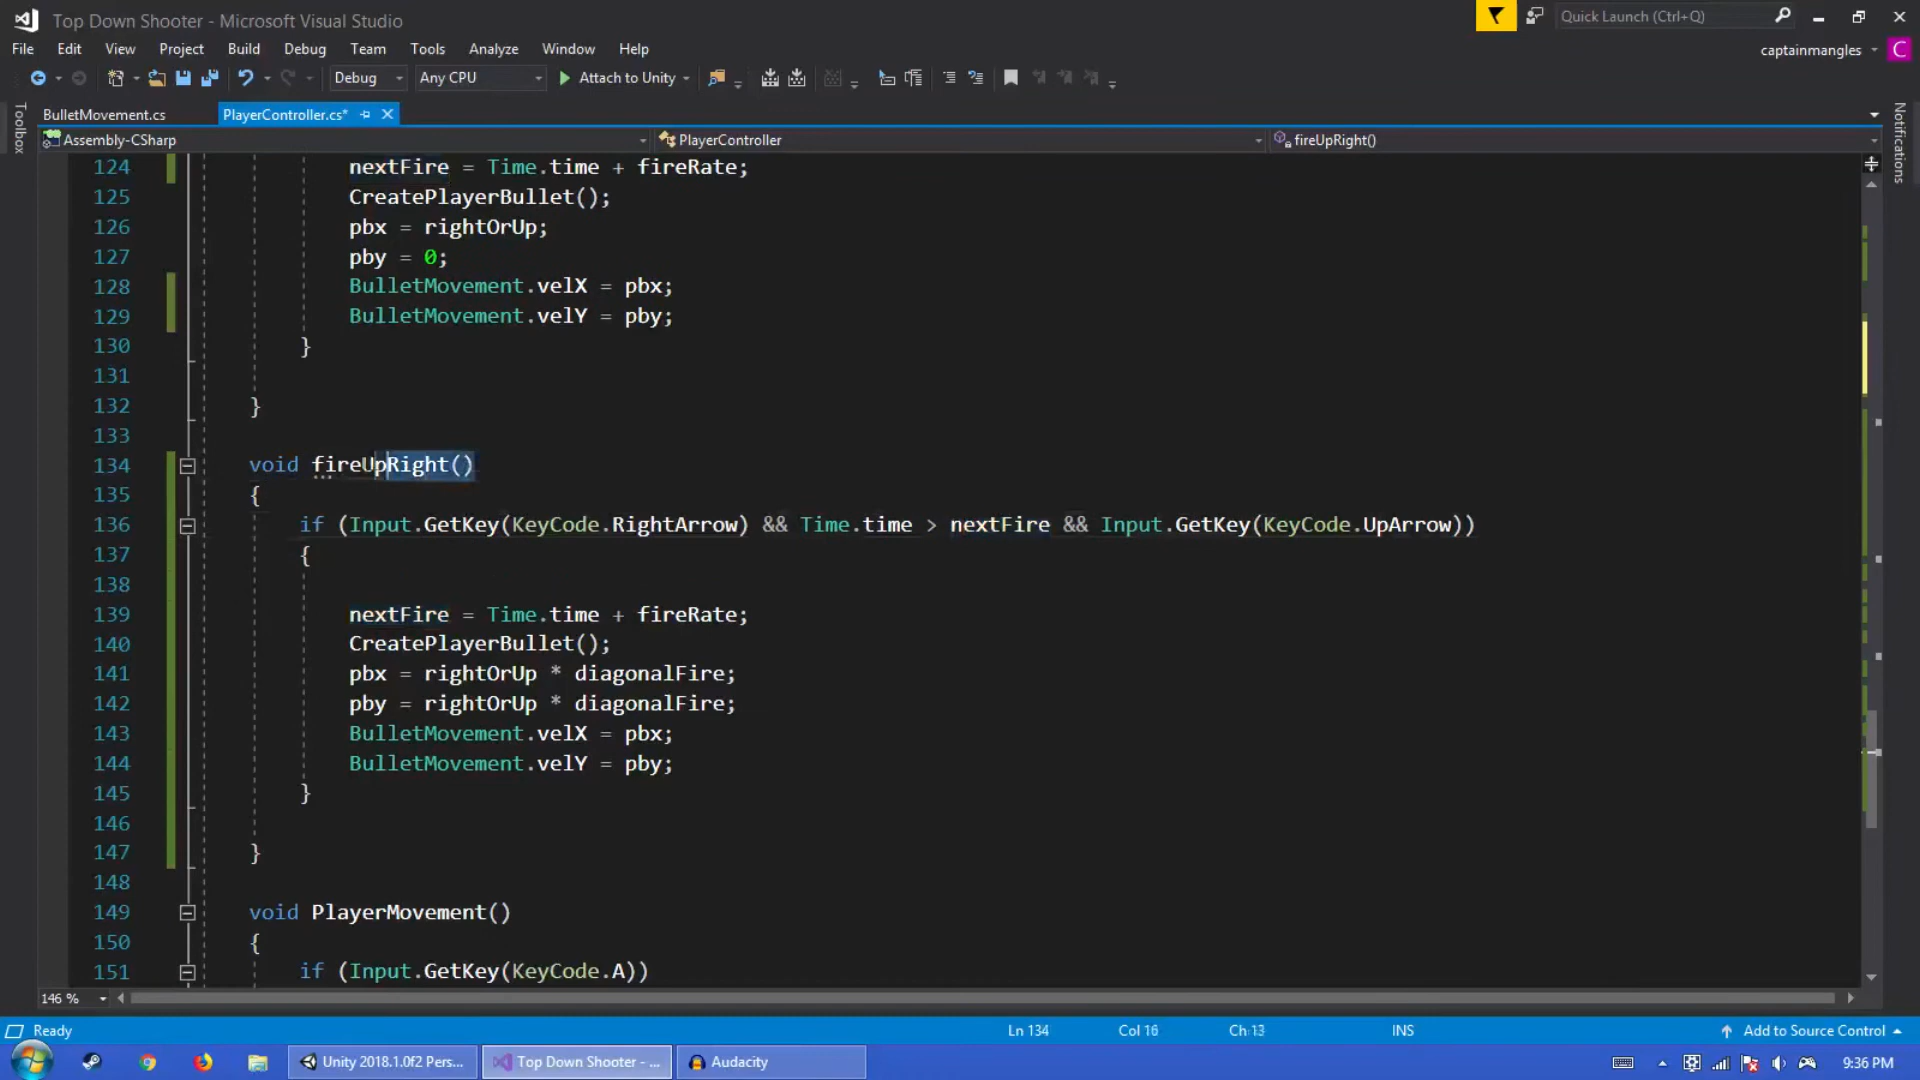 Top Down Shooter - Microsoft Visual Studio
Quick Launch (Ctrl+Q)
File Edit View Project Build Debug Team Tools Analyze Window Help
captainmangles C
Debug Any CPU Attach to Unity
Toolbox
BulletMovement.cs PlayerController.cs*
Notifications
Assembly-CSharp PlayerController fireUpRight()
124 nextFire = Time.time + fireRate;
125 CreatePlayerBullet();
126 pbx = rightOrUp;
127 pby = 0;
128 BulletMovement.velX = pbx;
129 BulletMovement.velY = pby;
130 }
131
132 }
133
134 void fireUpRight()
135 {
136 if (Input.GetKey(KeyCode.RightArrow) && Time.time > nextFire && Input.GetKey(KeyCode.UpArrow))
137 {
138
139 nextFire = Time.time + fireRate;
140 CreatePlayerBullet();
141 pbx = rightOrUp * diagonalFire;
142 pby = rightOrUp * diagonalFire;
143 BulletMovement.velX = pbx;
144 BulletMovement.velY = pby;
145 }
146
147 }
148
149 void PlayerMovement()
150 {
151 if (Input.GetKey(KeyCode.A))
146 %
Ready Ln 134 Col 16 Ch 13 INS Add to Source Control
Unity 2018.1.0f2 Pers... Top Down Shooter - ... Audacity 9:36 PM